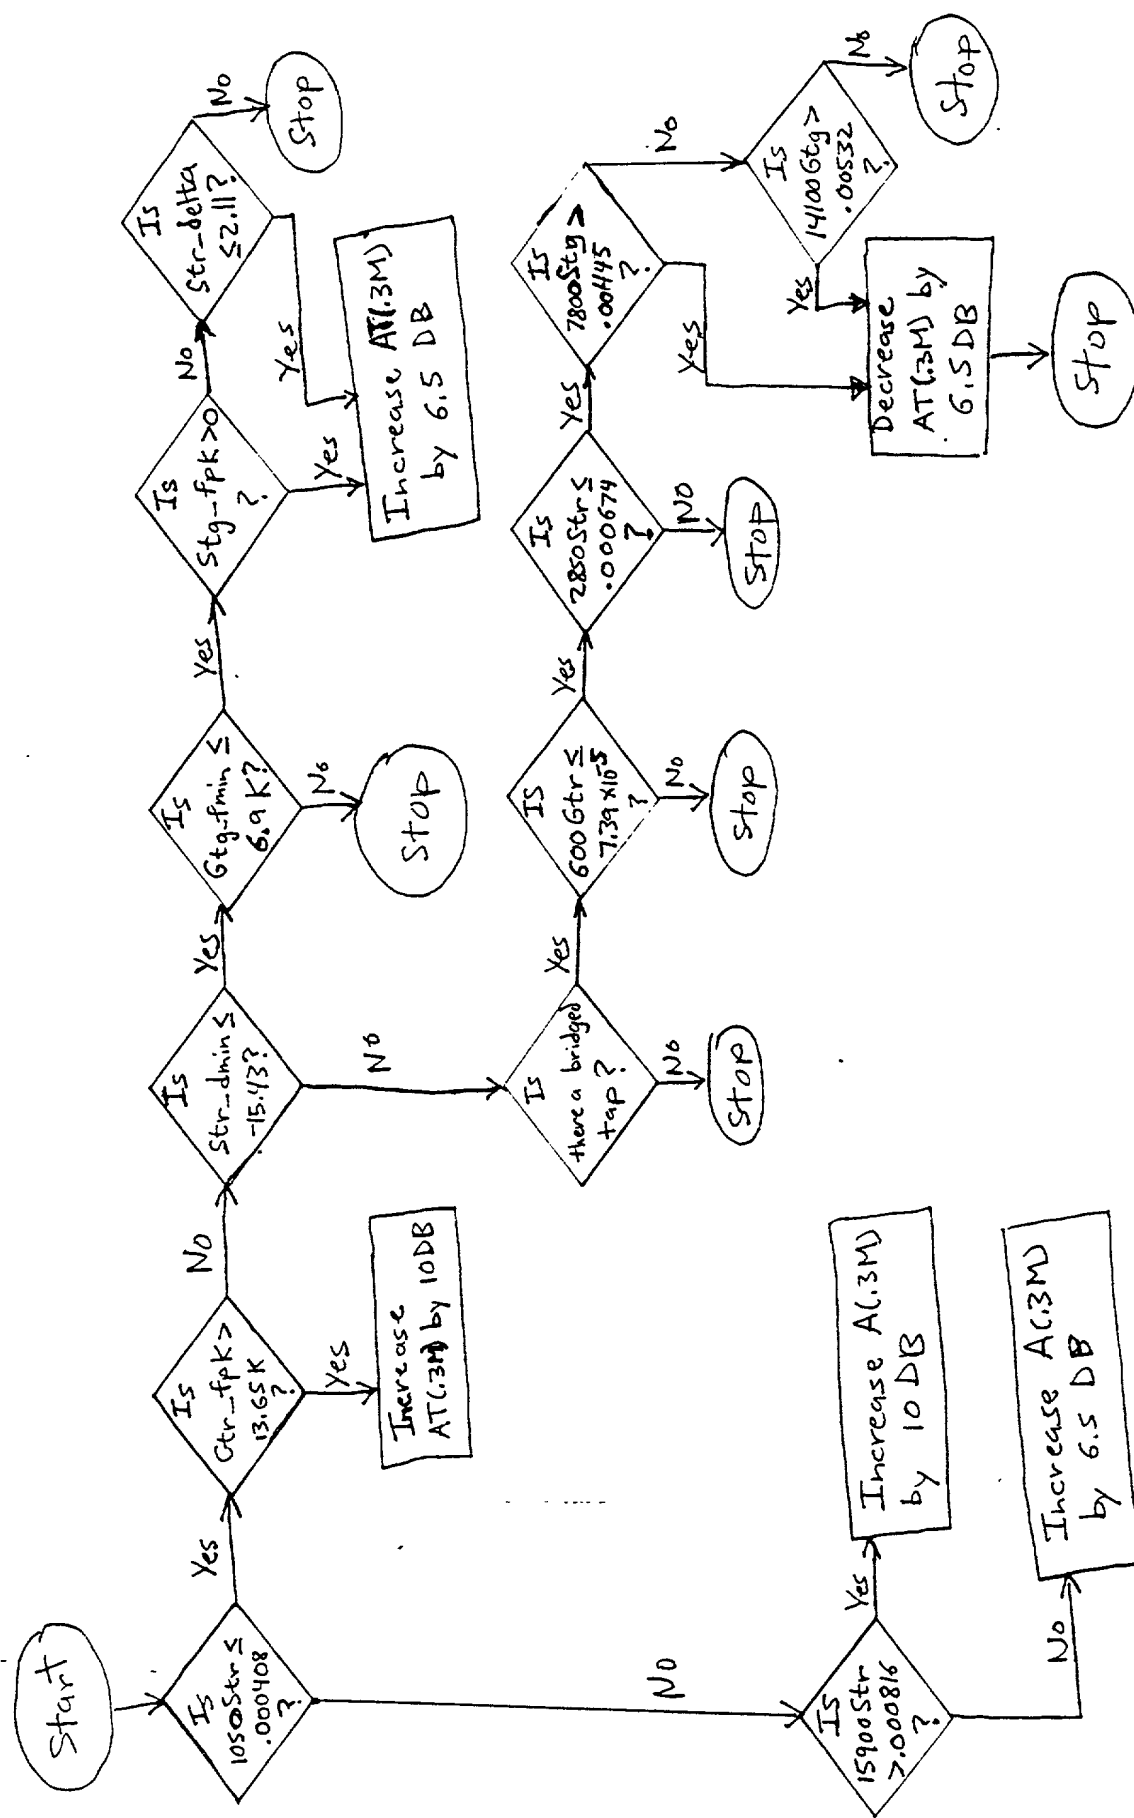 Start
Is
1050Str ≤
.000408
?
Yes
No
Is
Gtr_fpk >
13.65K
?
Yes
Increase
AT(.3M) by 10DB
No
Is
Str_dmin ≤
-15.43?
Yes
No
Is
Gtg_fmin ≤
6.9K?
No
Stop
Yes
Is
Stg_fpk>0
?
Yes
No
Is
Str_delta
≤2.11?
No
Stop
Yes
Increase AT(.3M)
by 6.5 DB
Is
there a bridged
tap?
No
Stop
Yes
Is
600Gtr ≤
7.39x10-5
?
No
Stop
Yes
Is
2850Str ≤
.000674
?
No
Stop
Yes
Is
7800Stg >
.00445
?
Yes
No
Is
14100Gtg >
.00532
?
Yes
No
Stop
Decrease
AT(.3M) by
6.5DB
Stop
Is
15900Str
>.000816
?
Yes
Increase A(.3M)
by 10 DB
No
Increase A(.3M)
by 6.5 DB